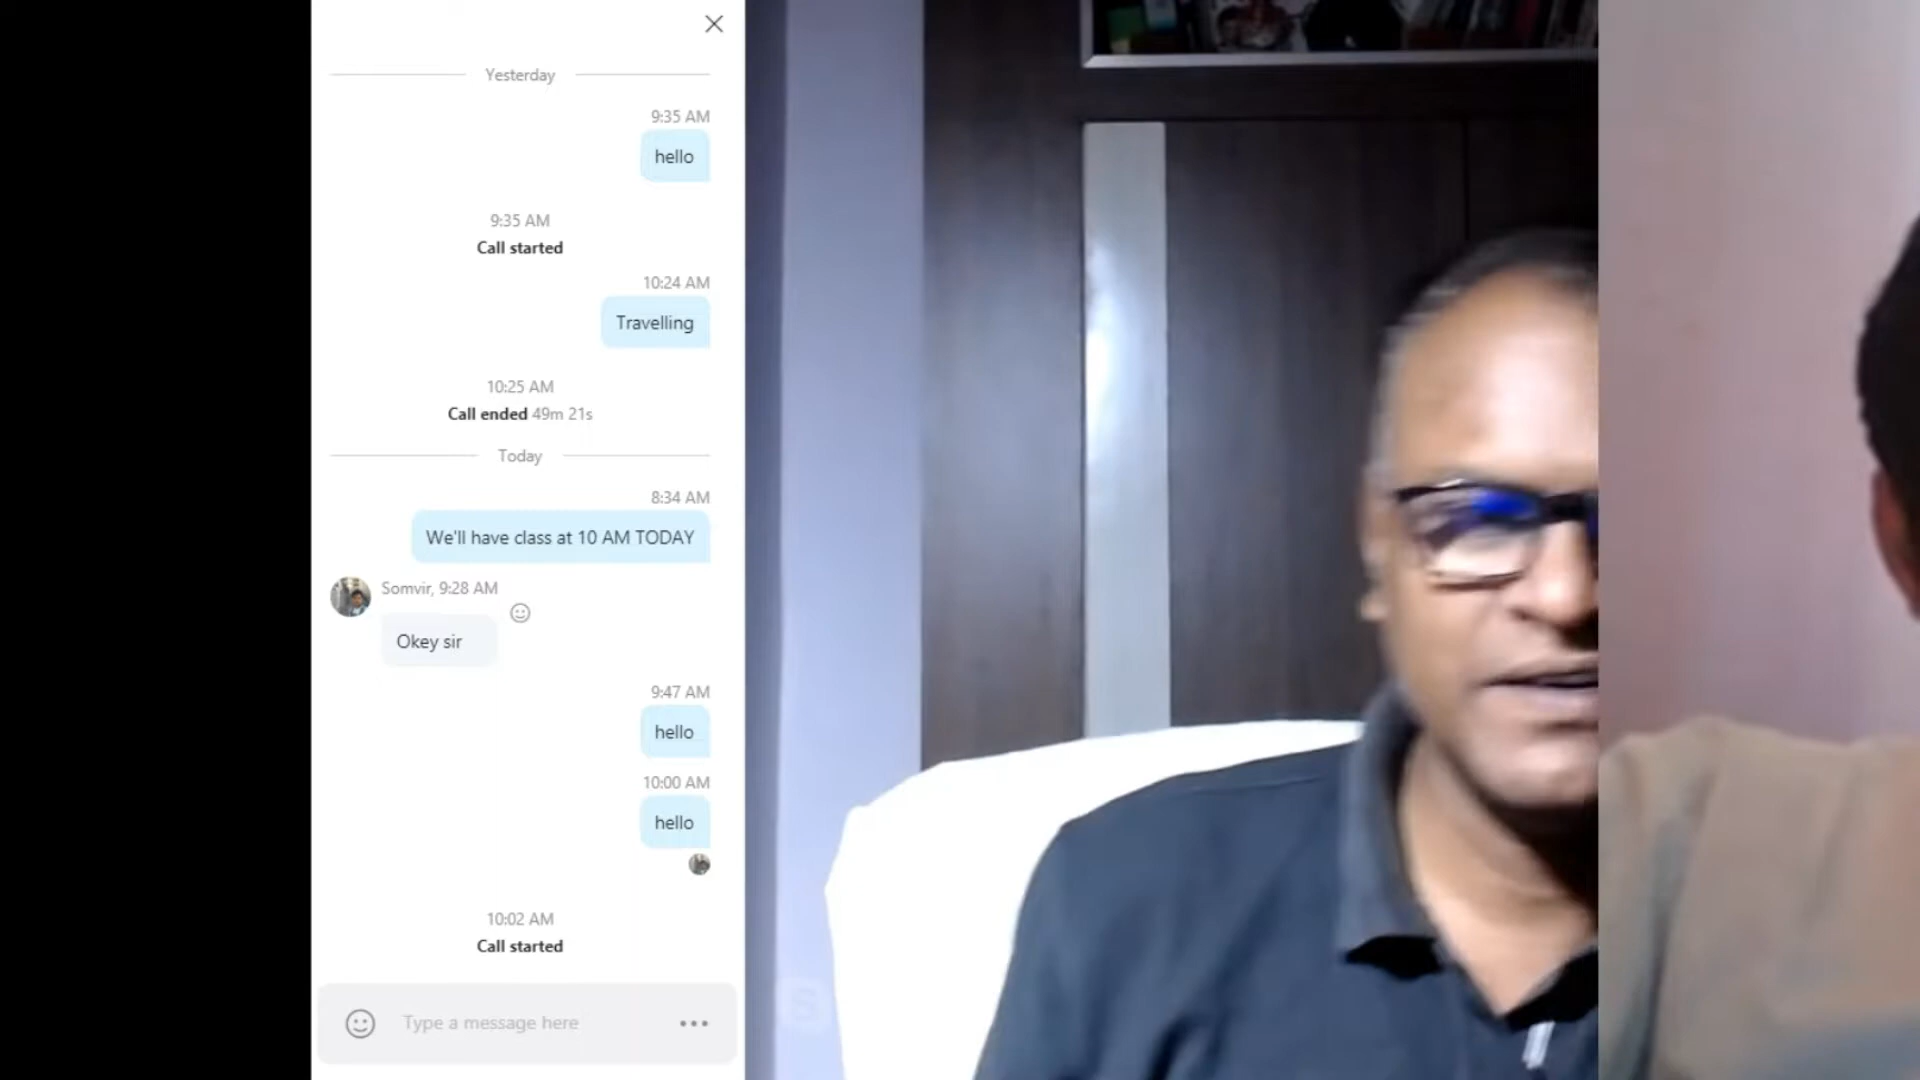 Yesterday
9:35 AM
hello
9:35 AM
Call started
10:24 AM
Travelling
10:25 AM
Call ended 49m 21s
Today
8:34 AM
We'll have class at 10 AM TODAY
Somvir, 9:28 AM
Okey sir
9:47 AM
hello
10:00 AM
hello
10:02 AM
Call started
Type a message here